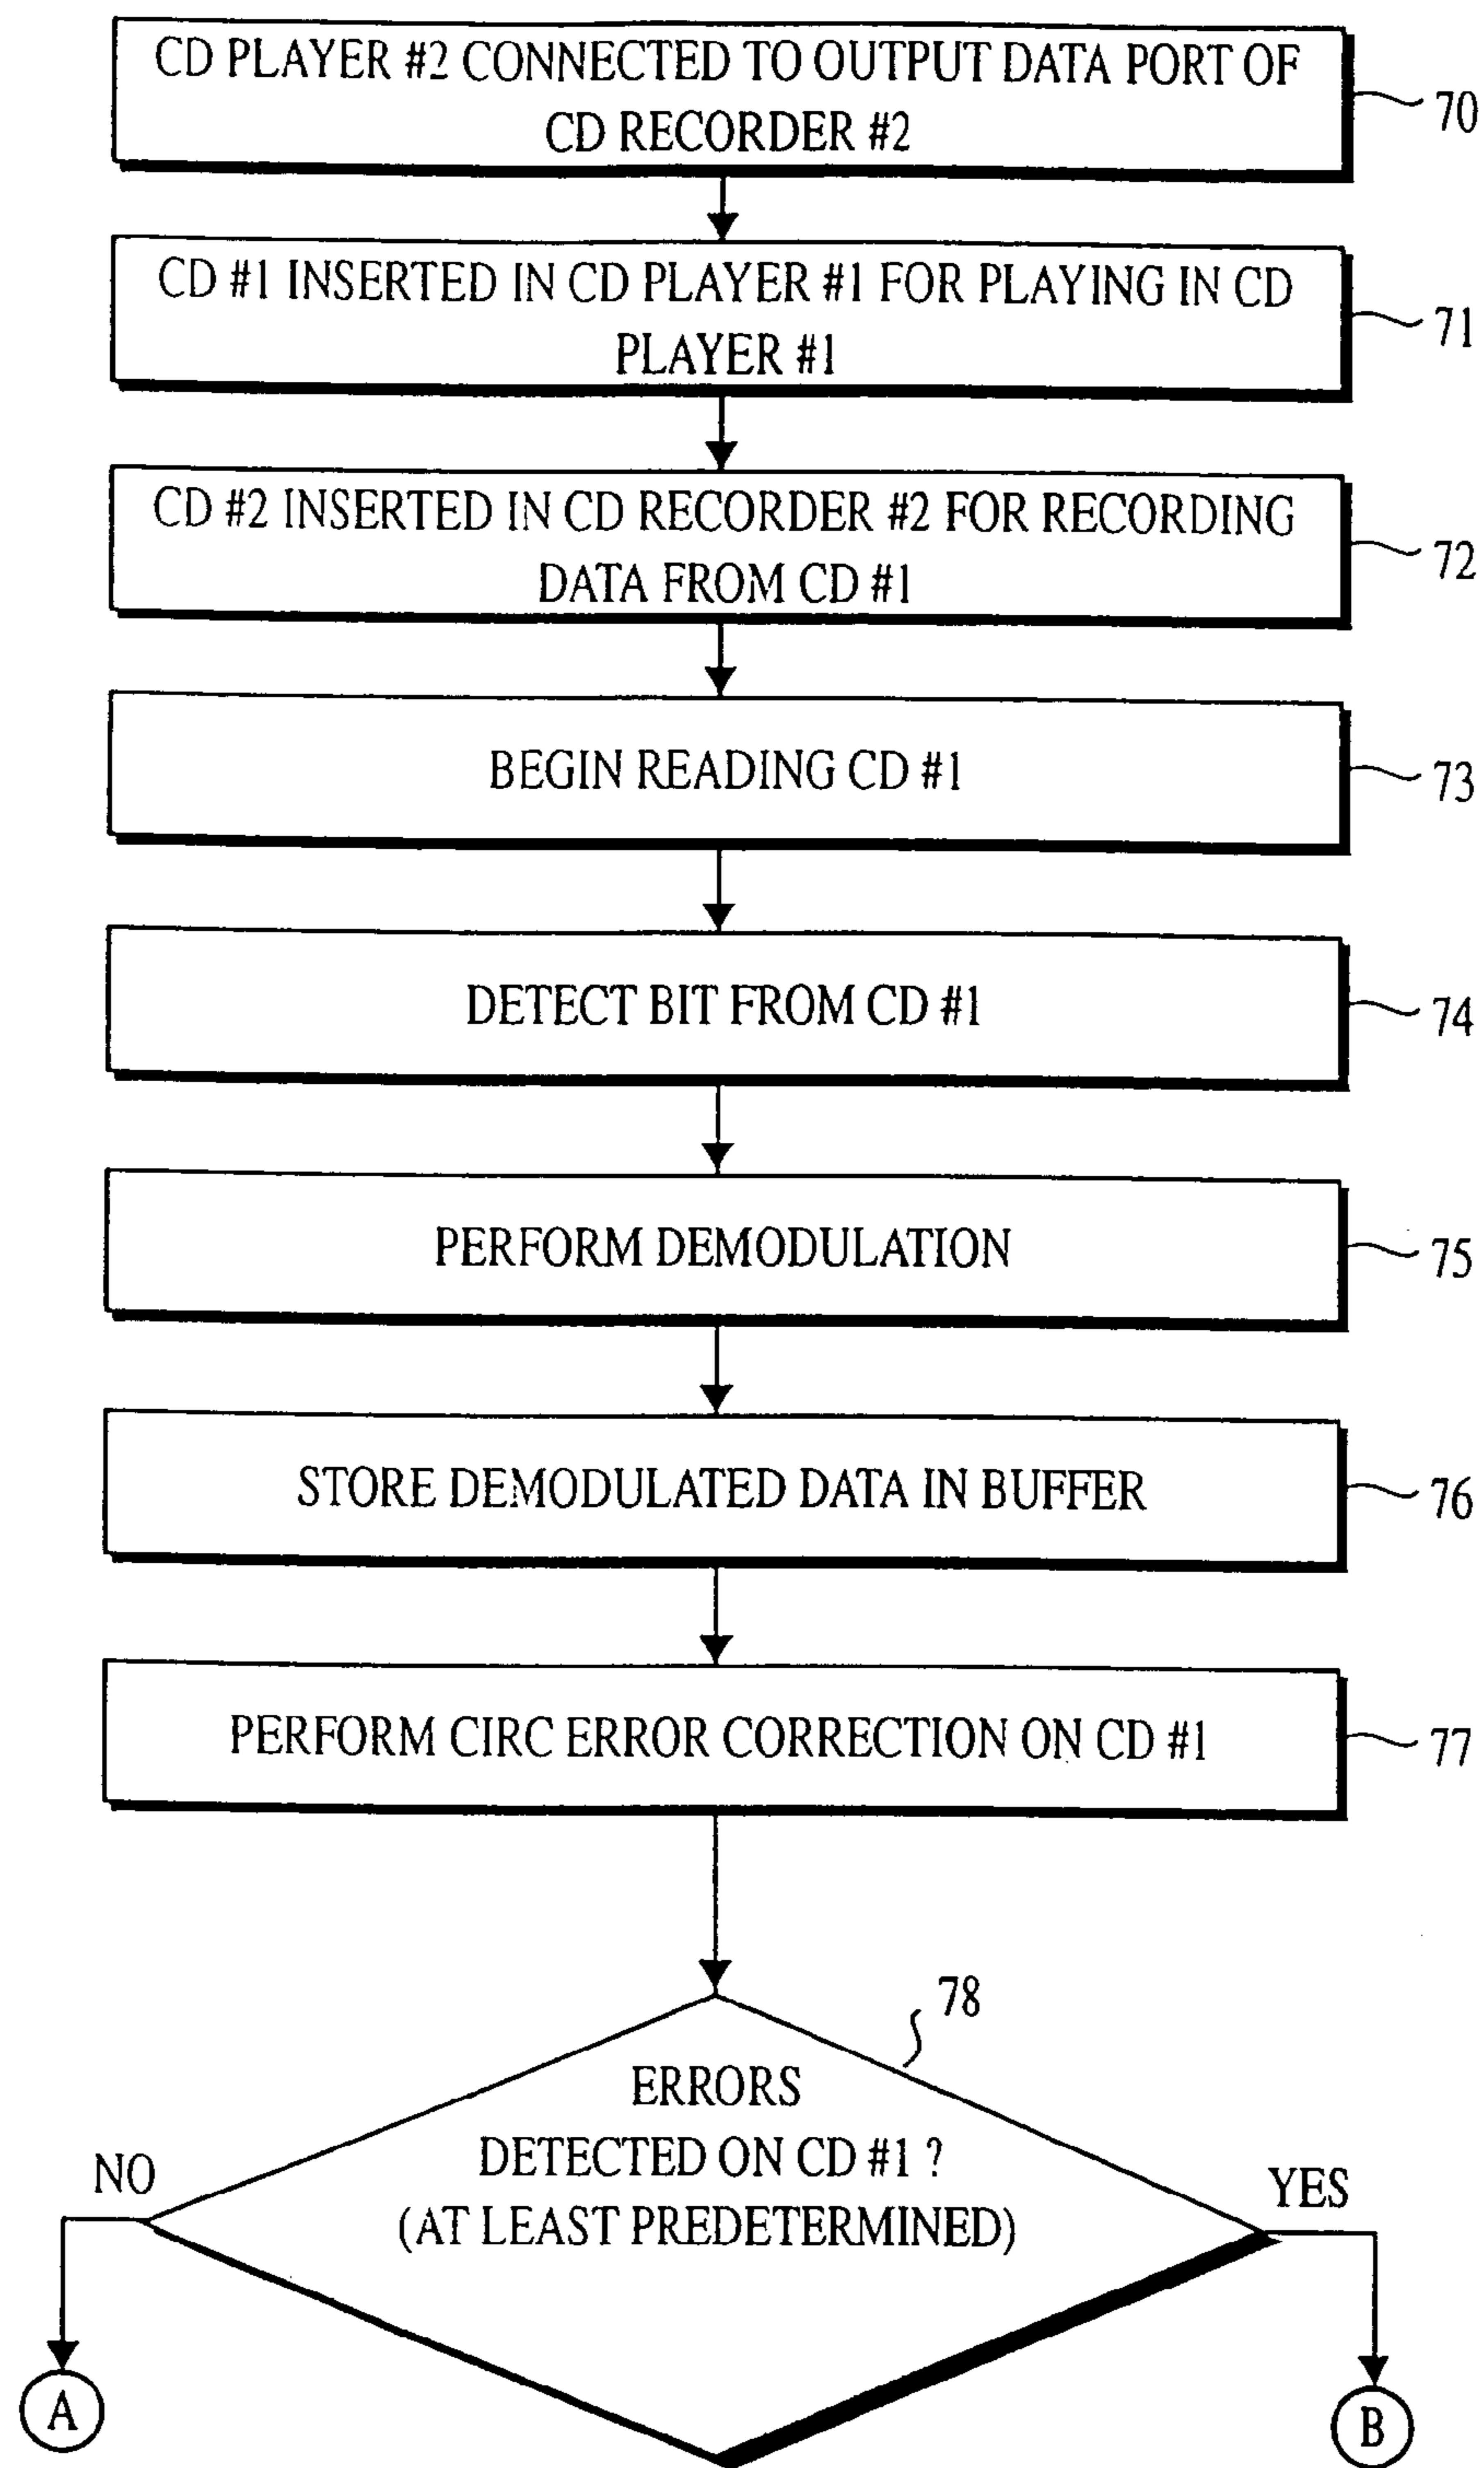 CD PLAYER #2 CONNECTED TO OUTPUT DATA PORT OF
CD RECORDER #2
70
CD #1 INSERTED IN CD PLAYER #1 FOR PLAYING IN CD
PLAYER #1
71
CD #2 INSERTED IN CD RECORDER #2 FOR RECORDING
DATA FROM CD #1
72
BEGIN READING CD #1
73
DETECT BIT FROM CD #1
74
PERFORM DEMODULATION
75
STORE DEMODULATED DATA IN BUFFER
76
PERFORM CIRC ERROR CORRECTION ON CD #1
77
78
ERRORS
DETECTED ON CD #1 ?
(AT LEAST PREDETERMINED)
NO
YES
A
B